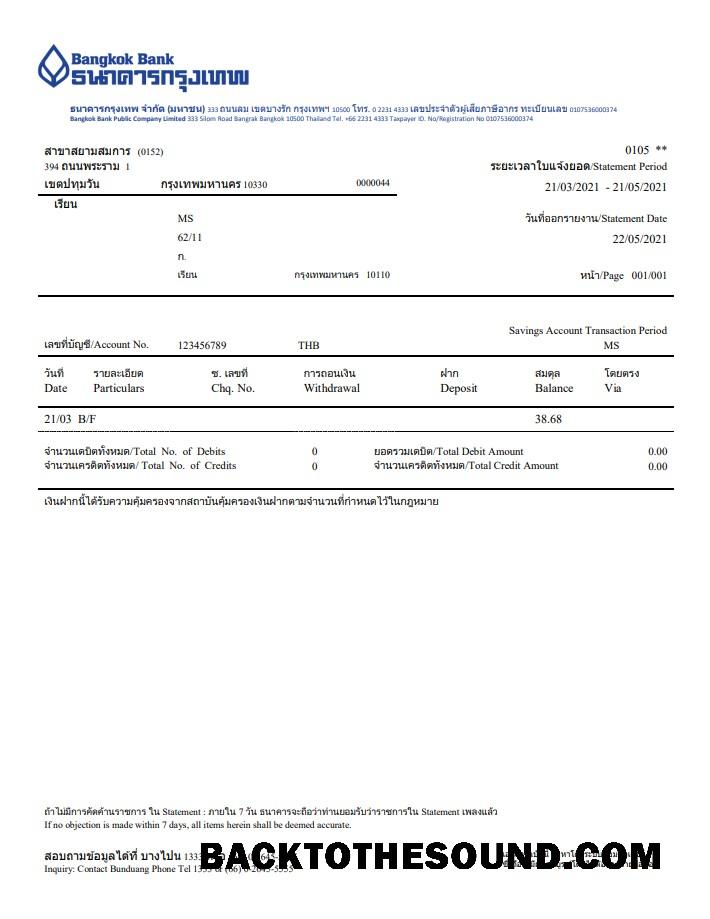 Bangkok Bank
ธนาคารกรุงเทพ
ธนาคารกรุงเทพ จำกัด (มหาชน) 333 ถนนสม เขตบางรัก กรุงเทพฯ 10500 โทร. 0 2231 4333 เลขประจำตัวผู้เสียภาษีอากร ทะเบียนเลข 0107536000374
Bangkok Bank Public Company Limited 333 Silom Road Bangrak Bangkok 10500 Thailand Tel. +66 2231 4333 Taxpayer ID. No/Registration No 0107536000374
สาขาสยามสมการ (0152) 0105 **
394 ถนนพระราม 1 ระยะเวลาใบแจ้งยอด/Statement Period
เขตปทุมวัน กรุงเทพมหานคร 10330 0000044 21/03/2021 - 21/05/2021
เรียน
MS วันที่ออกรายงาน/Statement Date
62/11 22/05/2021
ก.
เรียน กรุงเทพมหานคร 10110 หน้า/Page 001/001
Savings Account Transaction Period
เลขที่บัญชี/Account No. 123456789 THB MS
วันที่ รายละเอียด ช. เลขที่ การถอนเงิน ฝาก สมดุล โดยตรง
Date Particulars Chq. No. Withdrawal Deposit Balance Via
21/03 B/F 38.68
จำนวนเดบิตทั้งหมด/Total No. of Debits 0 ยอดรวมเดบิต/Total Debit Amount 0.00
จำนวนเครดิตทั้งหมด/ Total No. of Credits 0 จำนวนเครดิตทั้งหมด/Total Credit Amount 0.00
เงินฝากนี้ได้รับความคุ้มครองจากสถาบันคุ้มครองเงินฝากตามจำนวนที่กำหนดไว้ในกฎหมาย
ถ้าไม่มีการคัดค้านราชการ ใน Statement : ภายใน 7 วัน ธนาคารจะถือว่าท่านยอมรับว่าราชการใน Statement เพลงแล้ว
If no objection is made within 7 days, all items herein shall be deemed accurate.
สอบถามข้อมูลได้ที่ บางไปน 1333
BACKTOTHESOUND.COM
Inquiry: Contact Bunduang Phone Tel 1333 or (66) 0-2645-5555